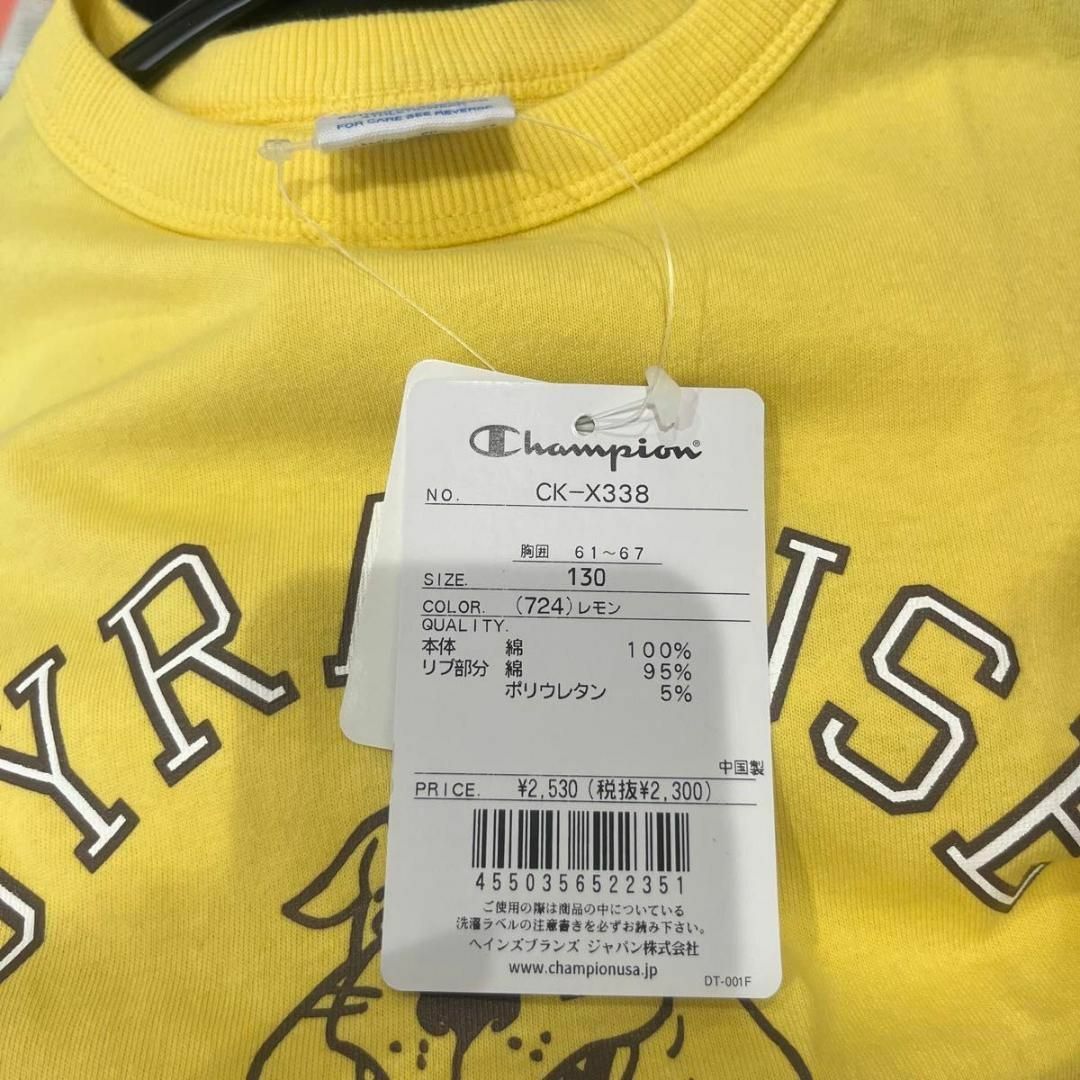 FOR CARE SEE REVERSE
Champion
NO. CK-X338
胸囲 61~67
SIZE. 130
COLOR. (724)レモン
QUALITY.
本体 綿 100%
リブ部分 綿 95%
ポリウレタン 5%
中国製
PRICE. ¥2,530(税抜¥2,300)
4550356522351
ご使用の際は商品の中についている
洗濯ラベルの注意書きを必ずお読み下さい。
ヘインズブランズ ジャパン株式会社
www.championusa.jp
DT-001F